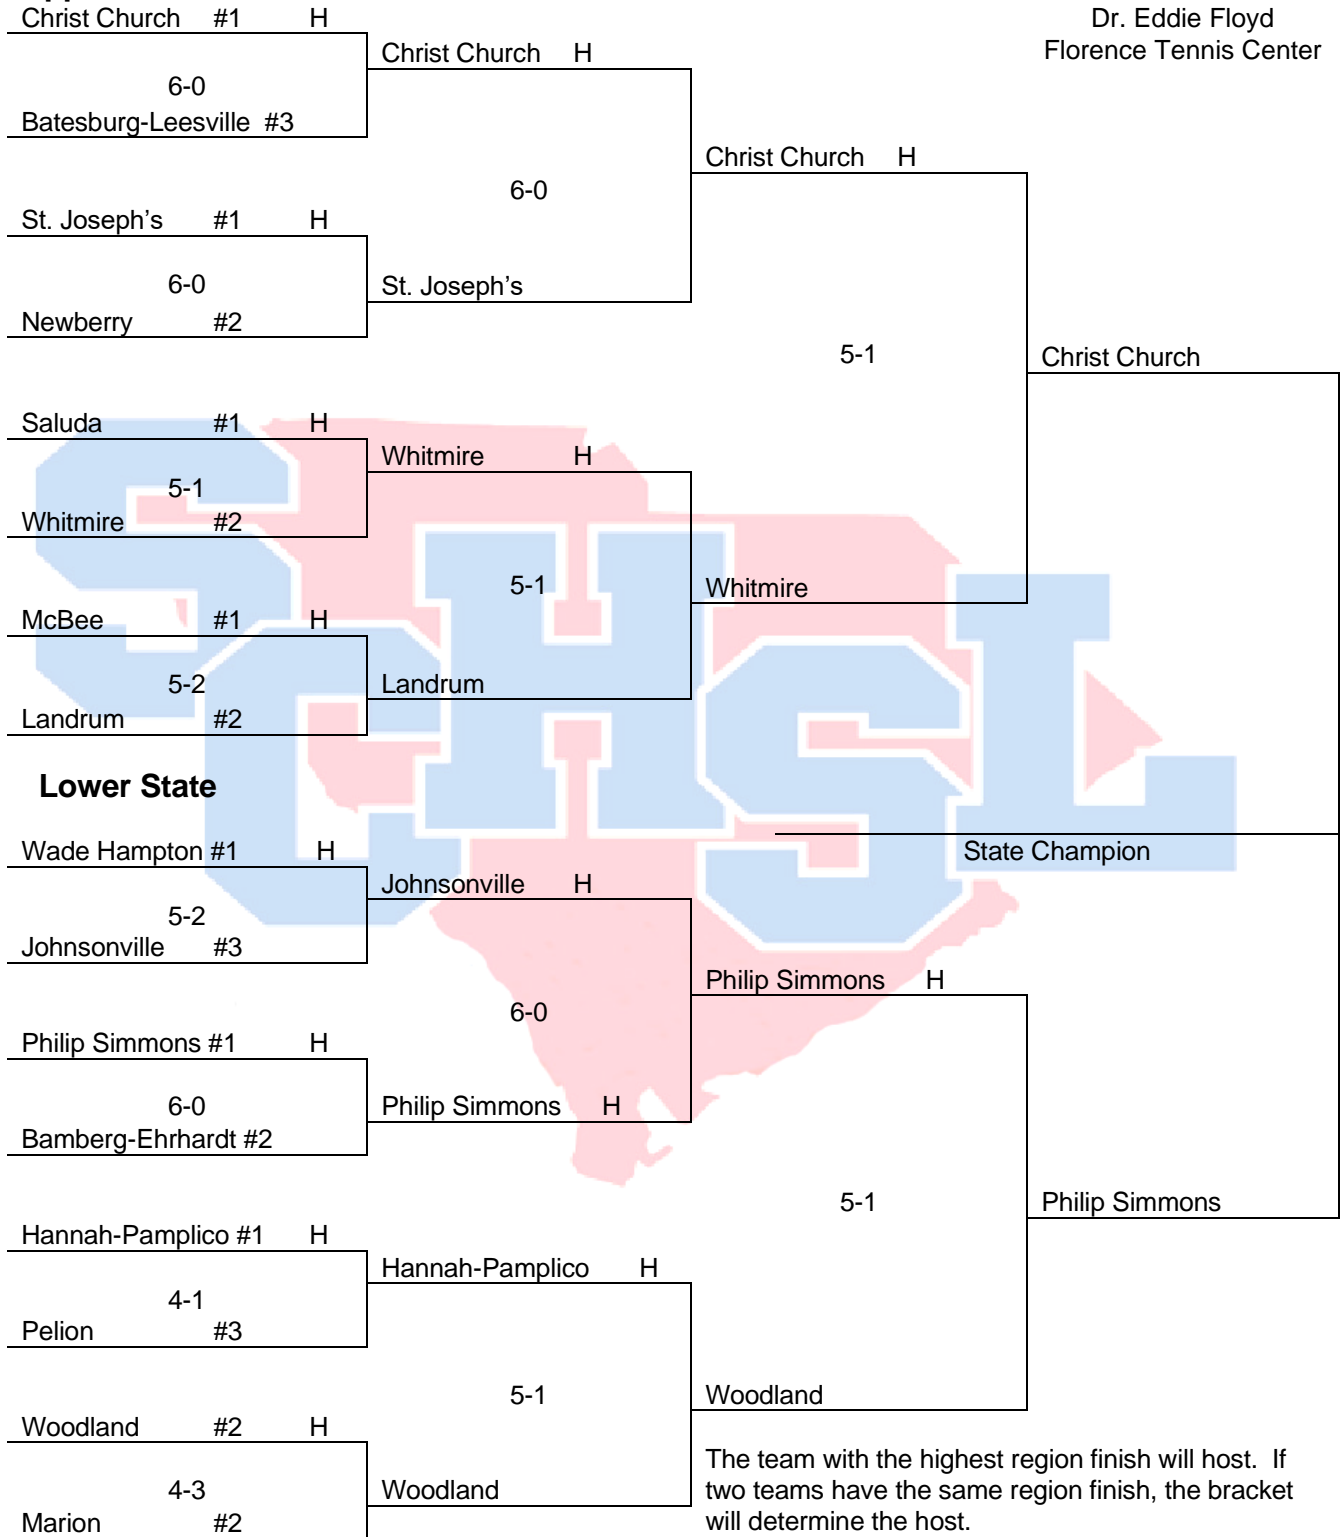 Christ Church #1 H
6-0
Batesburg-Leesville #3
St. Joseph’s #1 H
6-0
Newberry #2
Saluda #1 H
5-1
Whitmire #2
McBee #1 H
5-2
Landrum #2
Christ Church H
6-0
St. Joseph’s
Whitmire H
5-1
Landrum
Christ Church H
5-1
Whitmire
Christ Church
Dr. Eddie Floyd
Florence Tennis Center
SCHSL
Lower State
State Champion
Wade Hampton #1 H
5-2
Johnsonville #3
Philip Simmons #1 H
6-0
Bamberg-Ehrhardt #2
Hannah-Pamplico #1 H
4-1
Pelion #3
Woodland #2 H
4-3
Marion #2
Johnsonville H
6-0
Philip Simmons H
Hannah-Pamplico H
5-1
Woodland
Philip Simmons H
5-1
Woodland
Philip Simmons
The team with the highest region finish will host. If
two teams have the same region finish, the bracket
will determine the host.